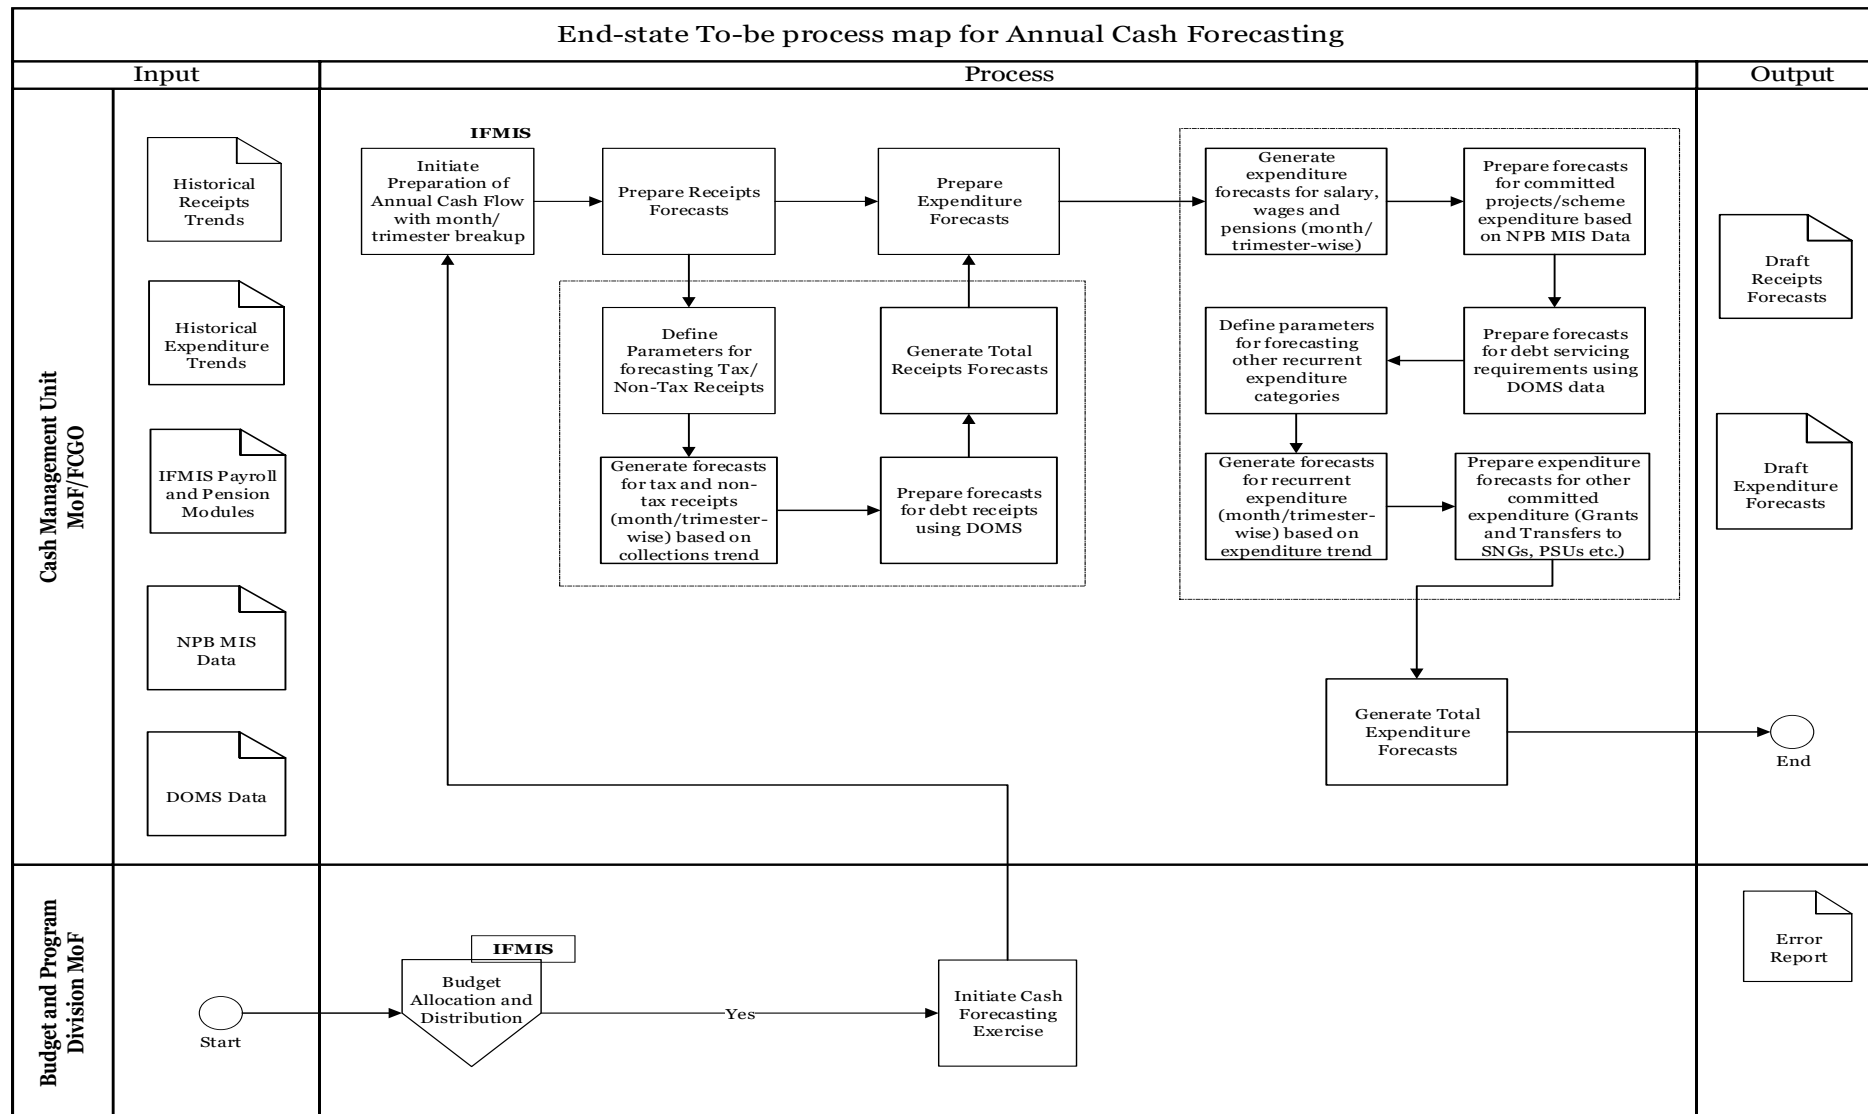 End-state To-be process map for Annual Cash Forecasting
Input
Process
Output
Cash Management Unit
MoF/FCGO
Historical
Receipts
Trends
Historical
Expenditure
Trends
IFMIS Payroll
and Pension
Modules
NPB MIS
Data
DOMS Data
IFMIS
Initiate
Preparation of
Annual Cash Flow
with month/
trimester breakup
Prepare Receipts
Forecasts
Prepare
Expenditure
Forecasts
Define
Parameters for
forecasting Tax/
Non-Tax Receipts
Generate Total
Receipts Forecasts
Generate forecasts
for tax and non-
tax receipts
(month/trimester-
wise) based on
collections trend
Prepare forecasts
for debt receipts
using DOMS
Generate
expenditure
forecasts for salary,
wages and
pensions (month/
trimester-wise)
Prepare forecasts
for committed
projects/scheme
expenditure based
on NPB MIS Data
Define parameters
for forecasting
other recurrent
expenditure
categories
Prepare forecasts
for debt servicing
requirements using
DOMS data
Generate forecasts
for recurrent
expenditure
(month/trimester-
wise) based on
expenditure trend
Prepare expenditure
forecasts for other
committed
expenditure (Grants
and Transfers to
SNGs, PSUs etc.)
Generate Total
Expenditure
Forecasts
Draft
Receipts
Forecasts
Draft
Expenditure
Forecasts
End
Budget and Program
Division MoF
Start
IFMIS
Budget
Allocation and
Distribution
Yes
Initiate Cash
Forecasting
Exercise
Error
Report